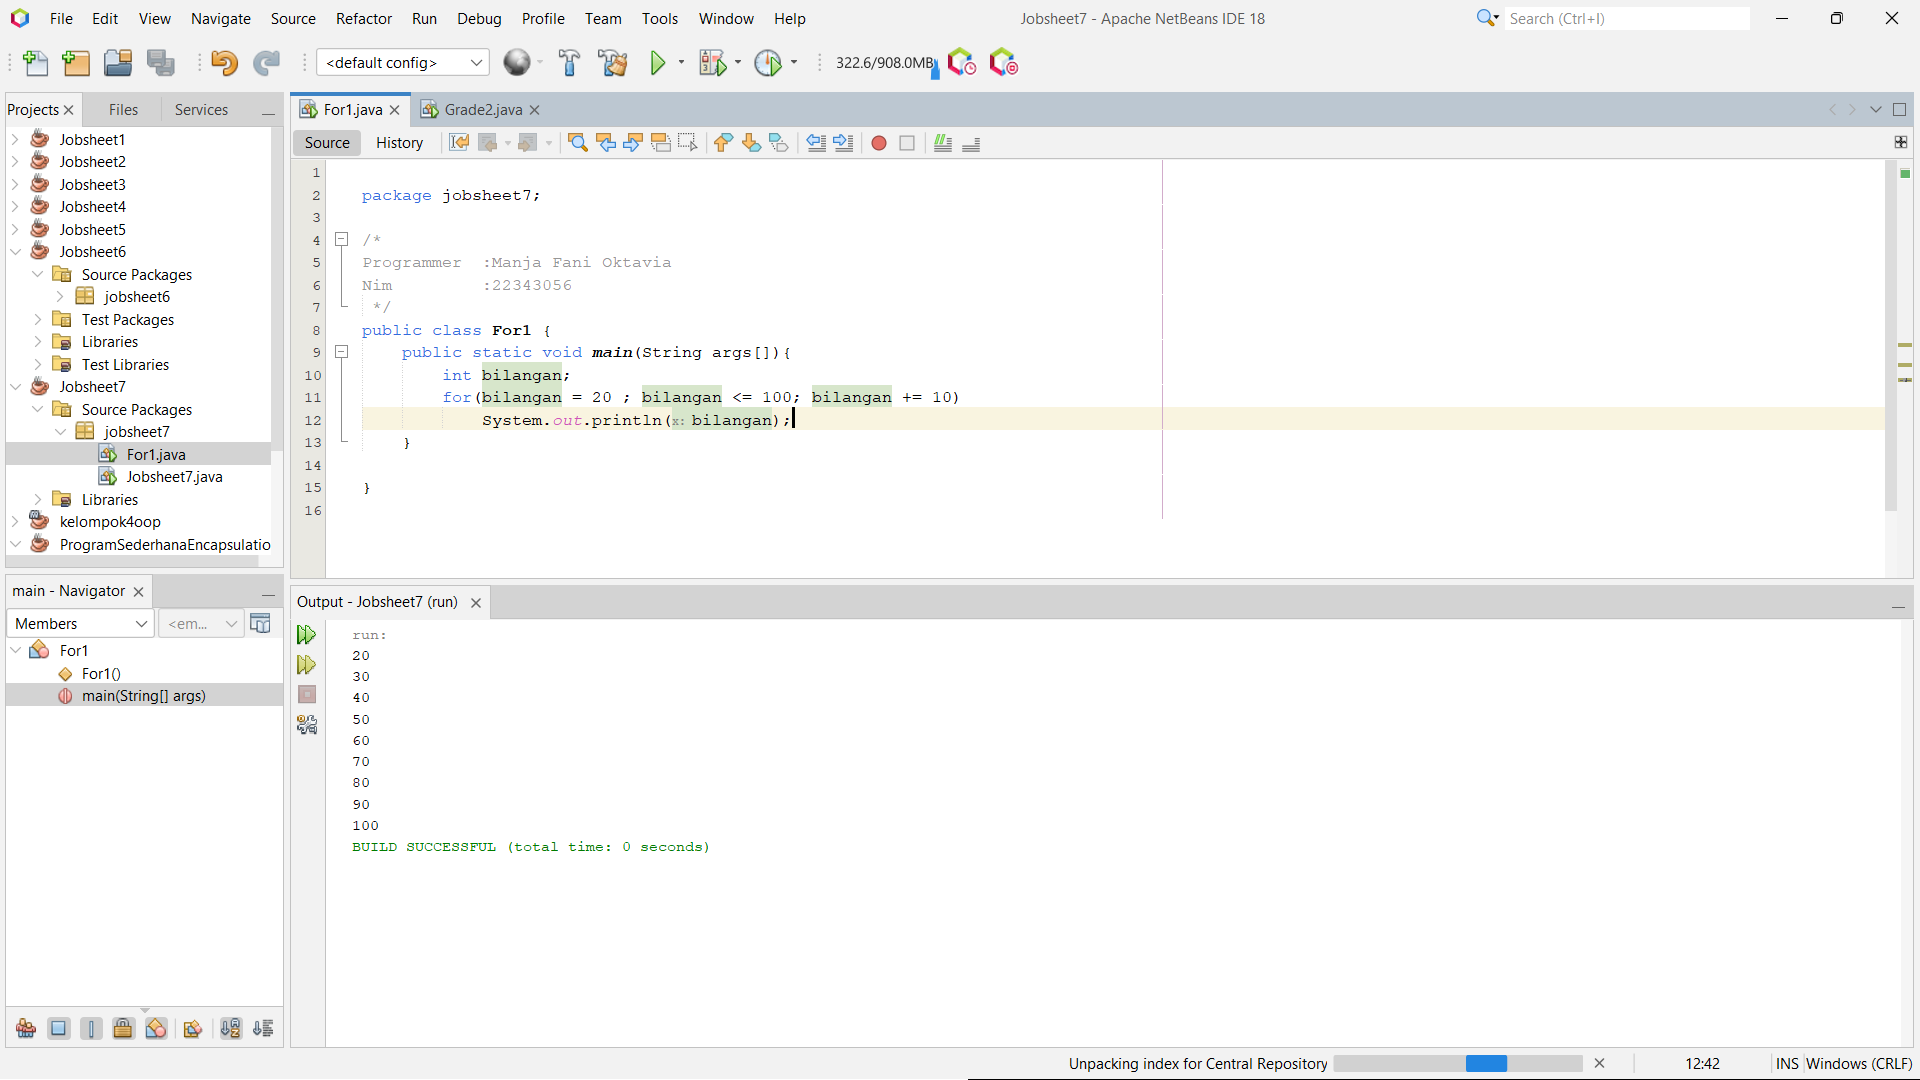 File Edit View Navigate Source Refactor Run Debug Profile Team Tools Window Help
Jobsheet7 - Apache NetBeans IDE 18
Search (Ctrl+I)
<default config>
322.6/908.0MB
Projects Files Services
Jobsheet1
Jobsheet2
Jobsheet3
Jobsheet4
Jobsheet5
Jobsheet6
Source Packages
jobsheet6
Test Packages
Libraries
Test Libraries
Jobsheet7
Source Packages
jobsheet7
For1.java
Jobsheet7.java
Libraries
kelompok4oop
ProgramSederhanaEncapsulatio
main - Navigator
Members <em...
For1
For1()
main(String[] args)
For1.java Grade2.java
Source History
1
2 package jobsheet7;
3
4 /*
5 Programmer :Manja Fani Oktavia
6 Nim :22343056
7 */
8 public class For1 {
9 public static void main(String args[]){
10 int bilangan;
11 for(bilangan = 20 ; bilangan <= 100; bilangan += 10)
12 System.out.println(x: bilangan);
13 }
14
15 }
16
Output - Jobsheet7 (run)
run:
20
30
40
50
60
70
80
90
100
BUILD SUCCESSFUL (total time: 0 seconds)
Unpacking index for Central Repository
12:42
INS
Windows (CRLF)